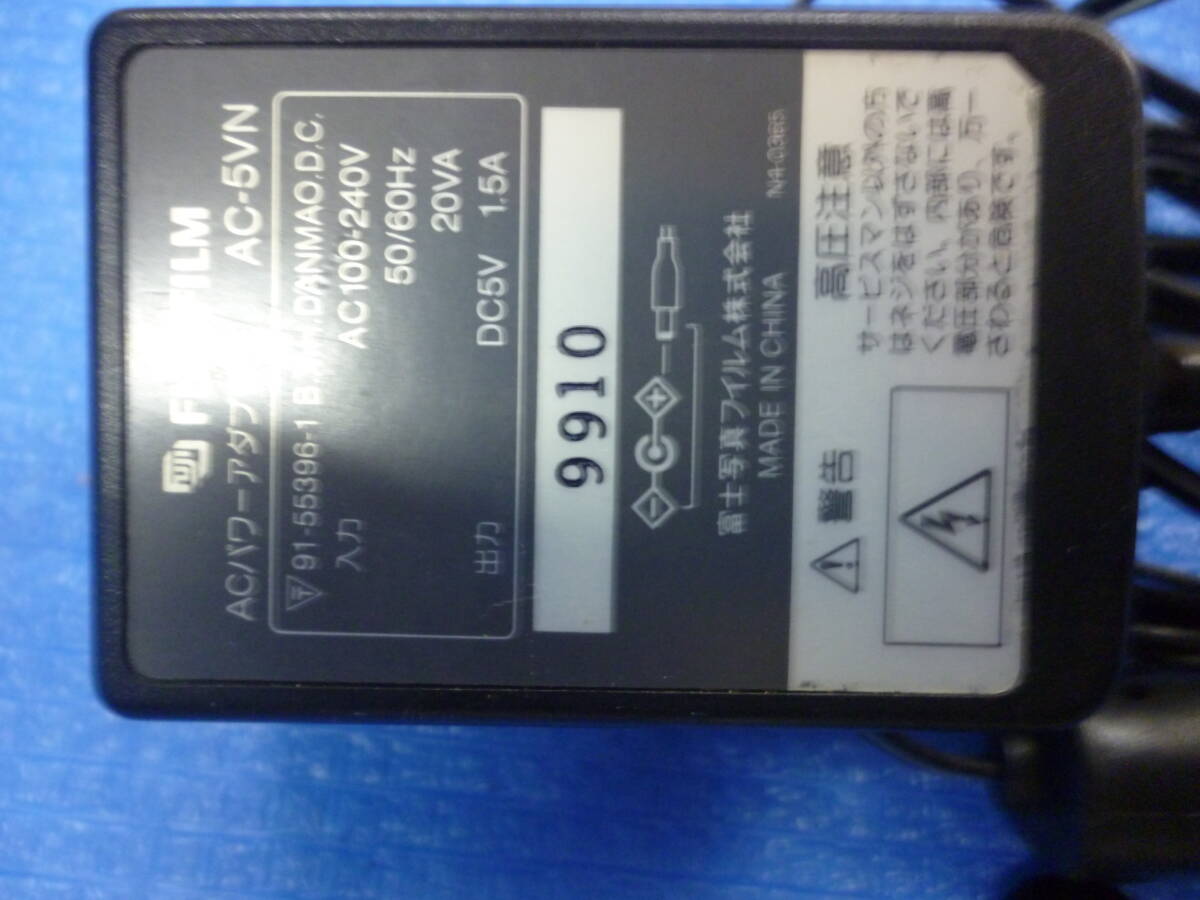 FUJIFILM
ACパワーアダプター AC-5VN
91-55396-1 DANMAO.D.C.
入力 AC100-240V
50/60Hz
20VA
出力 DC5V 1.5A
9910
富士写真フイルム株式会社
MADE IN CHINA N4-0365
警告 高圧注意
サービスマン以外の方
はネジをはずさないで
ください。内部には高
電圧部分があり、万一
さわると危険です。